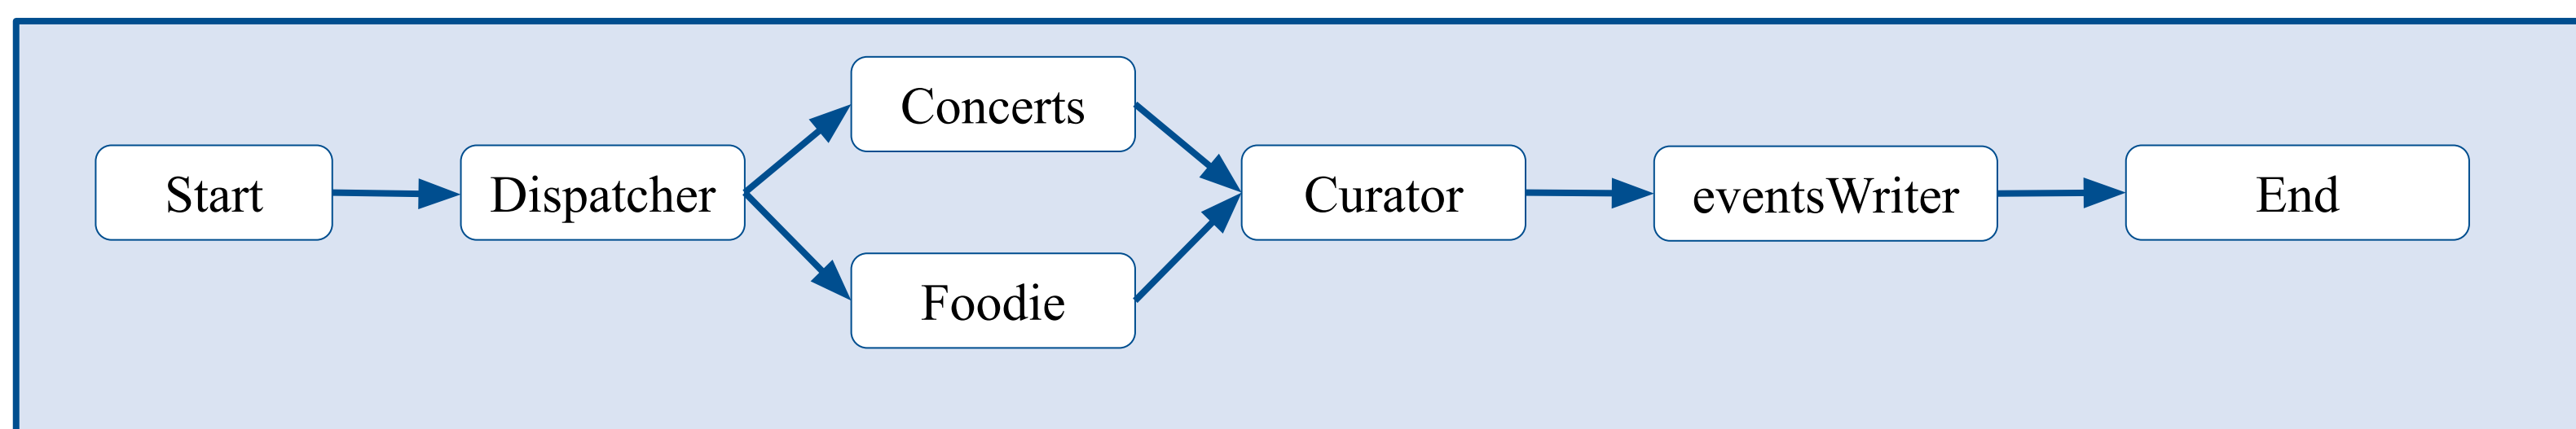 Start
Dispatcher
Concerts
Foodie
Curator
eventsWriter
End